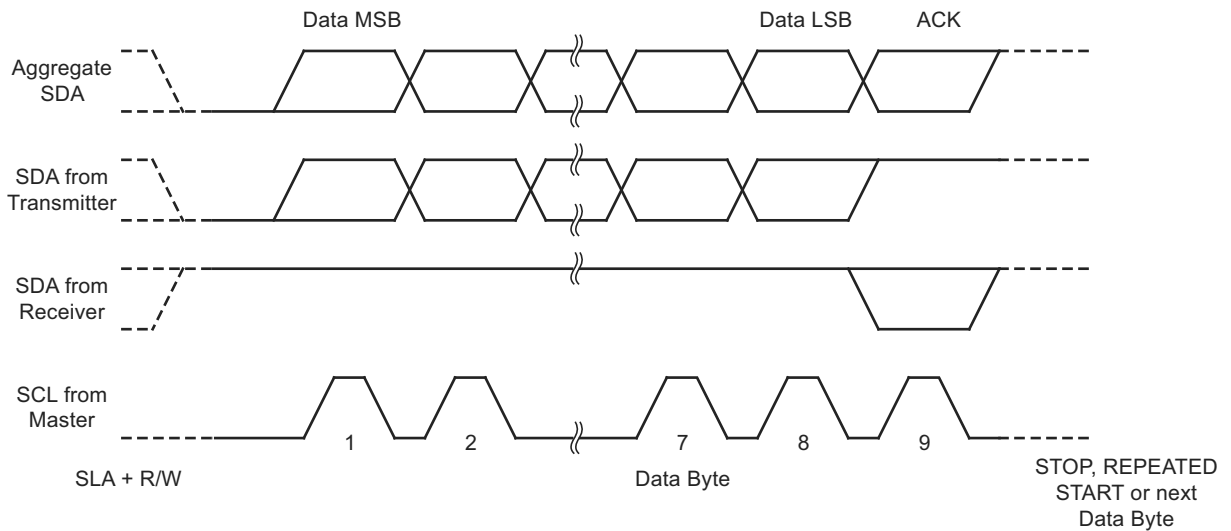 Data MSB
Data LSB
ACK
Aggregate
SDA
SDA from
Transmitter
SDA from
Receiver
SCL from
Master
1
2
7
8
9
SLA + R/W
Data Byte
STOP, REPEATED
START or next
Data Byte